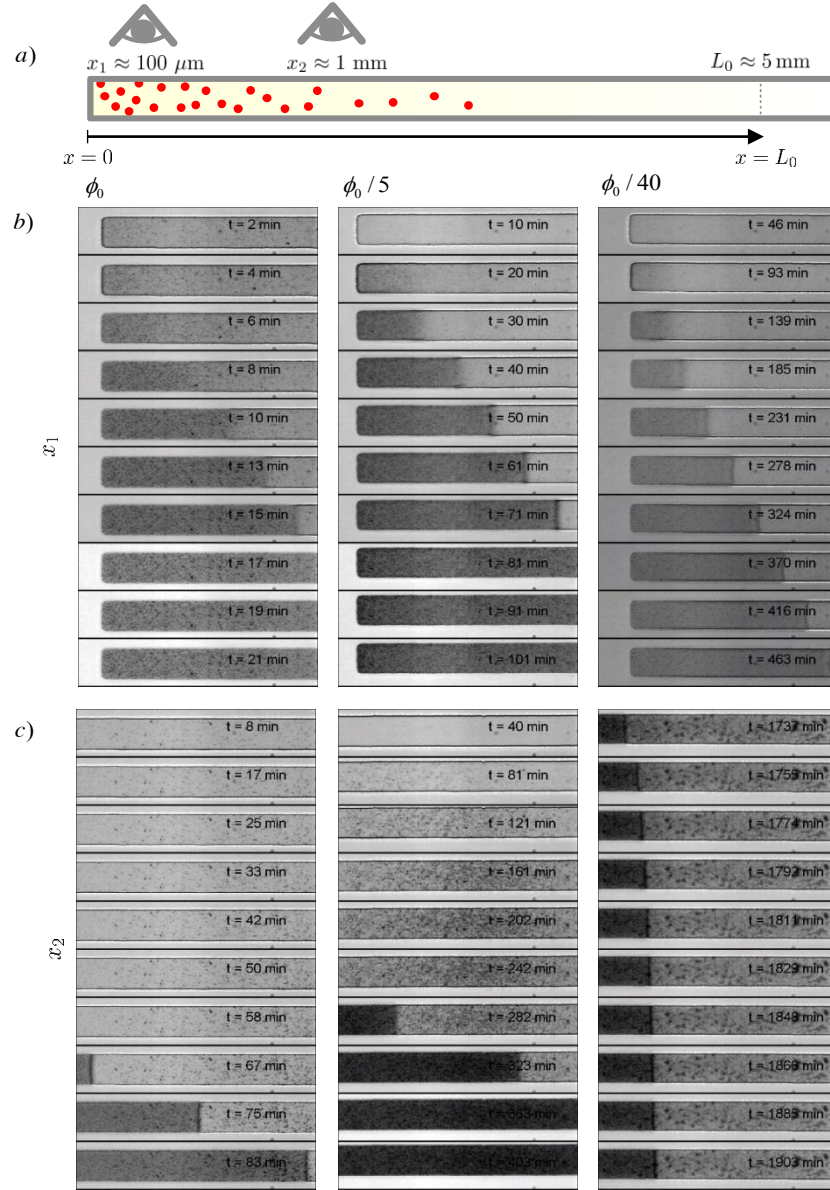 a)
x₁ ≈ 100 μm
x₂ ≈ 1 mm
L₀ ≈ 5 mm
x = 0
x = L₀
ϕ₀
ϕ₀ / 5
ϕ₀ / 40
b)
x₁
t = 2 min
t = 4 min
t = 6 min
t = 8 min
t = 10 min
t = 13 min
t = 15 min
t = 17 min
t = 19 min
t = 21 min
t = 10 min
t = 20 min
t = 30 min
t = 40 min
t = 50 min
t = 61 min
t = 71 min
t = 81 min
t = 91 min
t = 101 min
t = 46 min
t = 93 min
t = 139 min
t = 185 min
t = 231 min
t = 278 min
t = 324 min
t = 370 min
t = 416 min
t = 463 min
c)
x₂
t = 8 min
t = 17 min
t = 25 min
t = 33 min
t = 42 min
t = 50 min
t = 58 min
t = 67 min
t = 75 min
t = 83 min
t = 40 min
t = 81 min
t = 121 min
t = 161 min
t = 202 min
t = 242 min
t = 282 min
t = 323 min
t = 363 min
t = 403 min
t = 1737 min
t = 1755 min
t = 1774 min
t = 1792 min
t = 1811 min
t = 1829 min
t = 1848 min
t = 1866 min
t = 1885 min
t = 1903 min